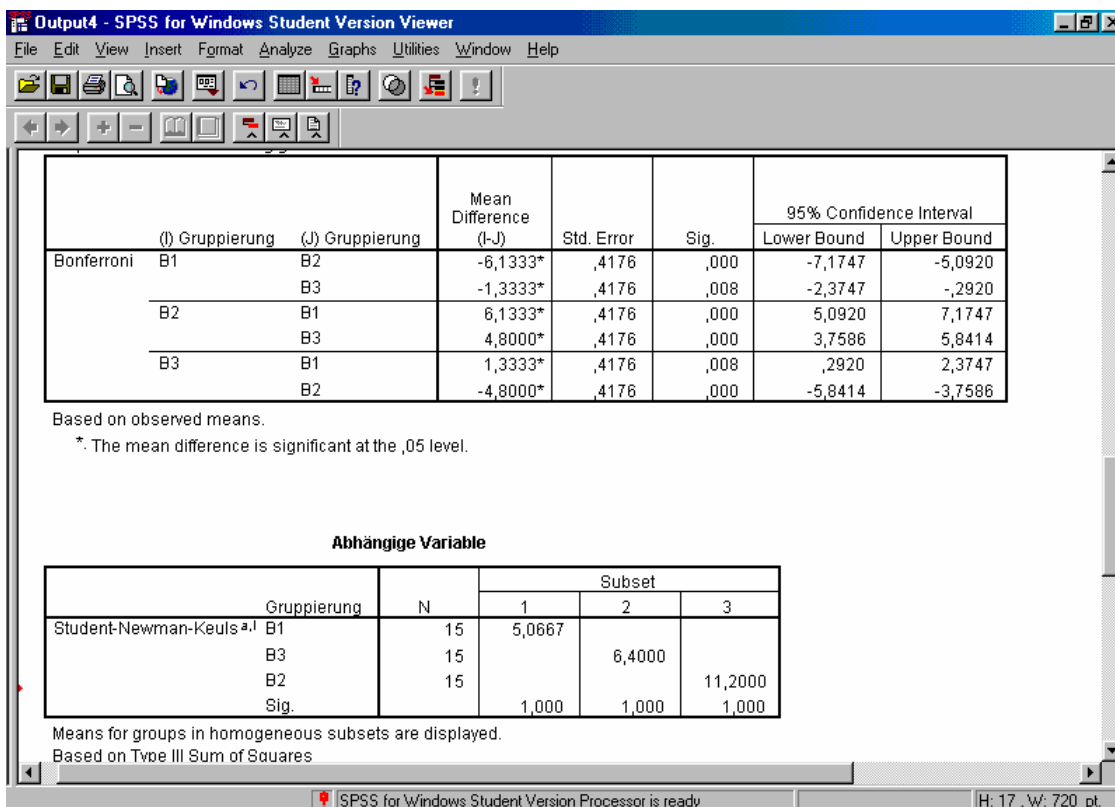 Output4 - SPSS for Windows Student Version Viewer
File Edit View Insert Format Analyze Graphs Utilities Window Help
Mean
Difference
95% Confidence Interval
(I) Gruppierung (J) Gruppierung (I-J) Std. Error Sig. Lower Bound Upper Bound
Bonferroni B1 B2 -6,1333* ,4176 ,000 -7,1747 -5,0920
B3 -1,3333* ,4176 ,008 -2,3747 -,2920
B2 B1 6,1333* ,4176 ,000 5,0920 7,1747
B3 4,8000* ,4176 ,000 3,7586 5,8414
B3 B1 1,3333* ,4176 ,008 ,2920 2,3747
B2 -4,8000* ,4176 ,000 -5,8414 -3,7586
Based on observed means.
*. The mean difference is significant at the ,05 level.
Abhängige Variable
Subset
Gruppierung N 1 2 3
Student-Newman-Keuls B1 15 5,0667
B3 15 6,4000
B2 15 11,2000
Sig. 1,000 1,000 1,000
Means for groups in homogeneous subsets are displayed.
Based on Type III Sum of Squares
SPSS for Windows Student Version Processor is ready H: 17 , W: 720 pt